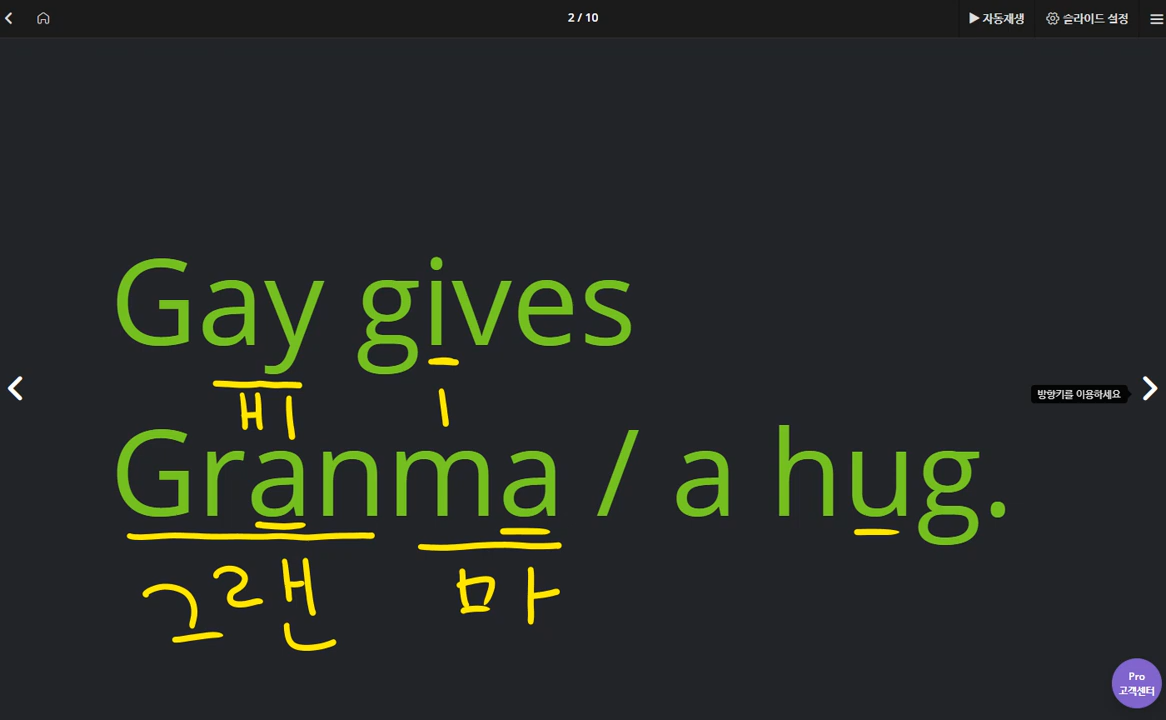 2 / 10
▶ 자동재생 슬라이드 설정
Gay gives
ㅔㅣ ㅣ
방향키를 이용하세요
Granma / a hug.
그랜 마
Pro
고객센터